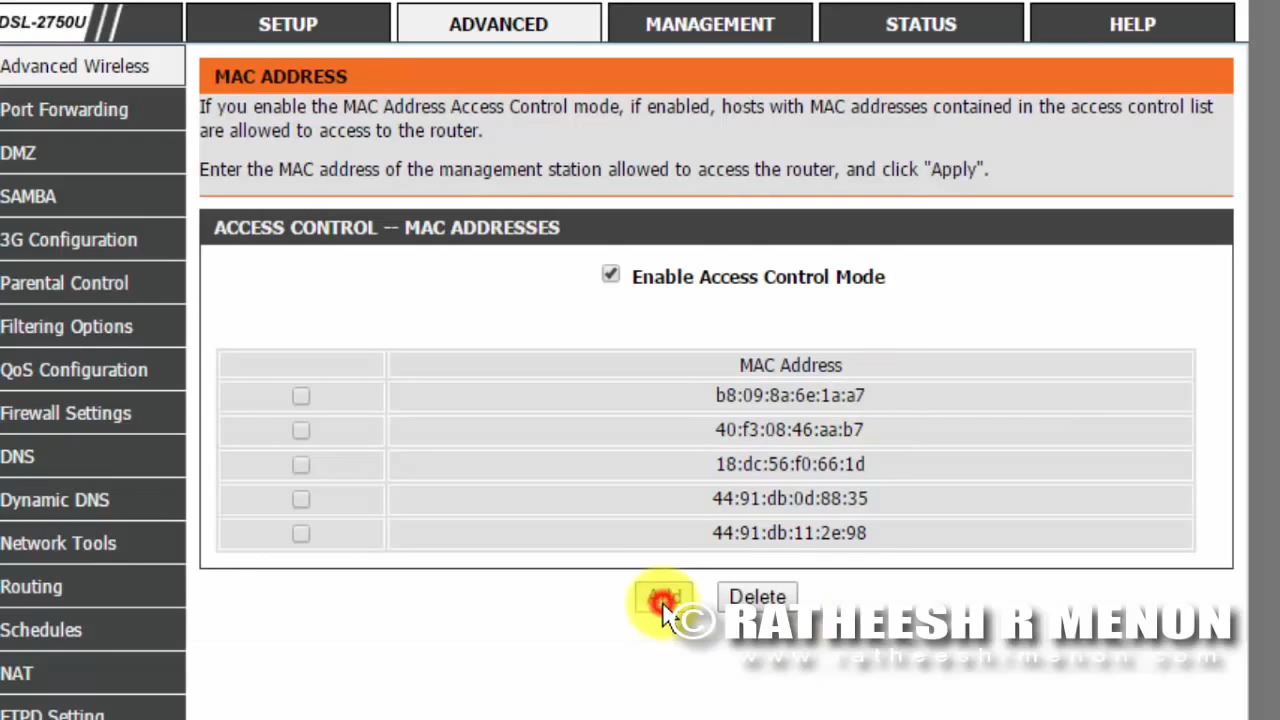 DSL-2750U
SETUP
ADVANCED
MANAGEMENT
STATUS
HELP
Advanced Wireless
Port Forwarding
DMZ
SAMBA
3G Configuration
Parental Control
Filtering Options
QoS Configuration
Firewall Settings
DNS
Dynamic DNS
Network Tools
Routing
Schedules
NAT
FTPD Setting
MAC ADDRESS
If you enable the MAC Address Access Control mode, if enabled, hosts with MAC addresses contained in the access control list
are allowed to access to the router.
Enter the MAC address of the management station allowed to access the router, and click "Apply".
ACCESS CONTROL -- MAC ADDRESSES
Enable Access Control Mode
MAC Address
b8:09:8a:6e:1a:a7
40:f3:08:46:aa:b7
18:dc:56:f0:66:1d
44:91:db:0d:88:35
44:91:db:11:2e:98
Add
Delete
© RATHEESH R MENON
www.ratheeshrmenon.com